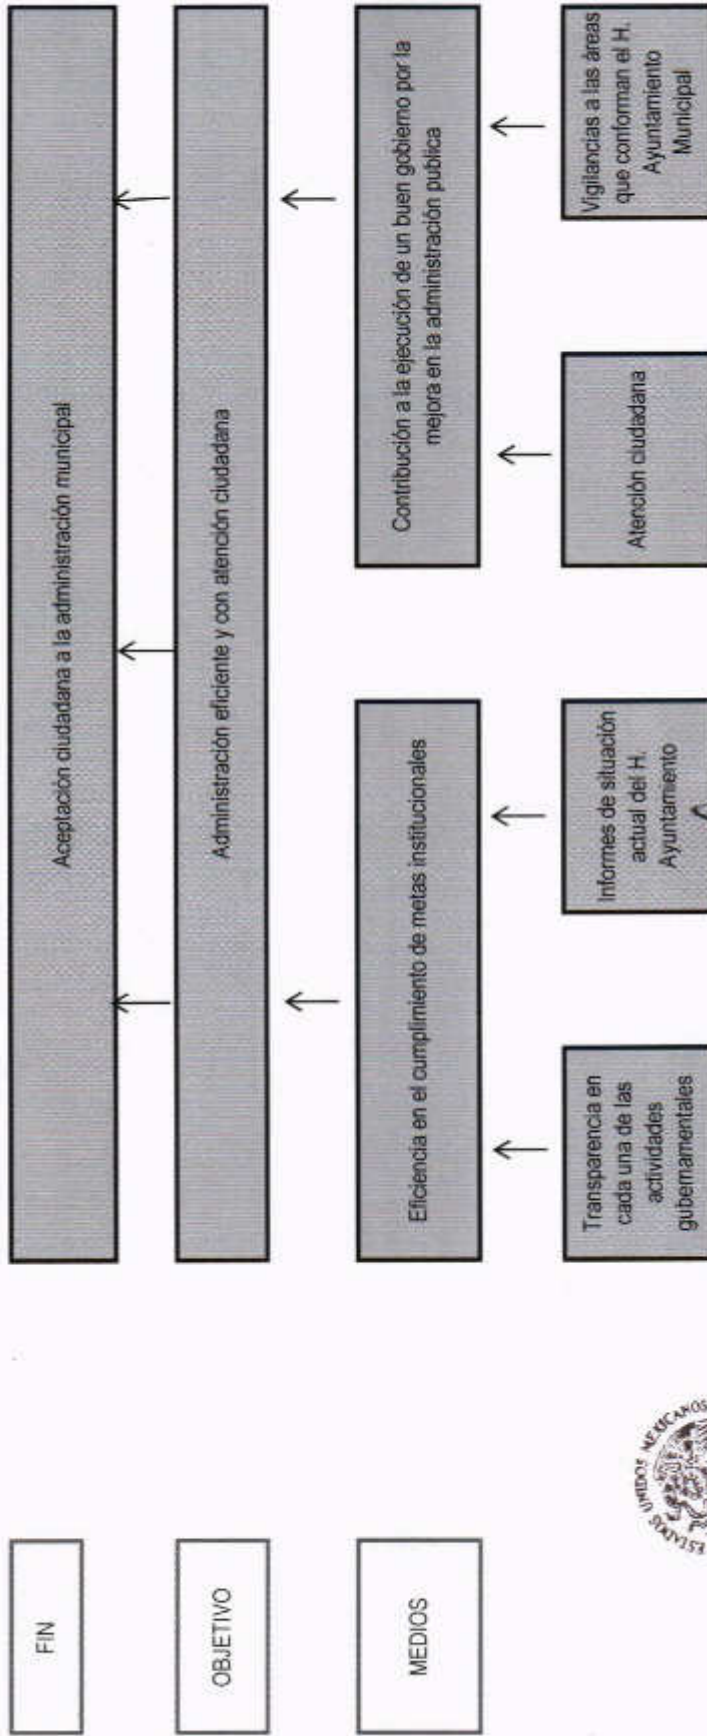 FIN
Aceptación ciudadana a la administración municipal
OBJETIVO
Administración eficiente y con atención ciudadana
MEDIOS
Eficiencia en el cumplimiento de metas institucionales
Contribución a la ejecución de un buen gobierno por la
mejora en la administración publica
Transparencia en
cada una de las
actividades
gubernamentales
Informes de situación
actual del H.
Ayuntamiento
Atención ciudadana
Vigilancias a las áreas
que conforman el H.
Ayuntamiento
Municipal
ESTADOS UNIDOS MEXICANOS